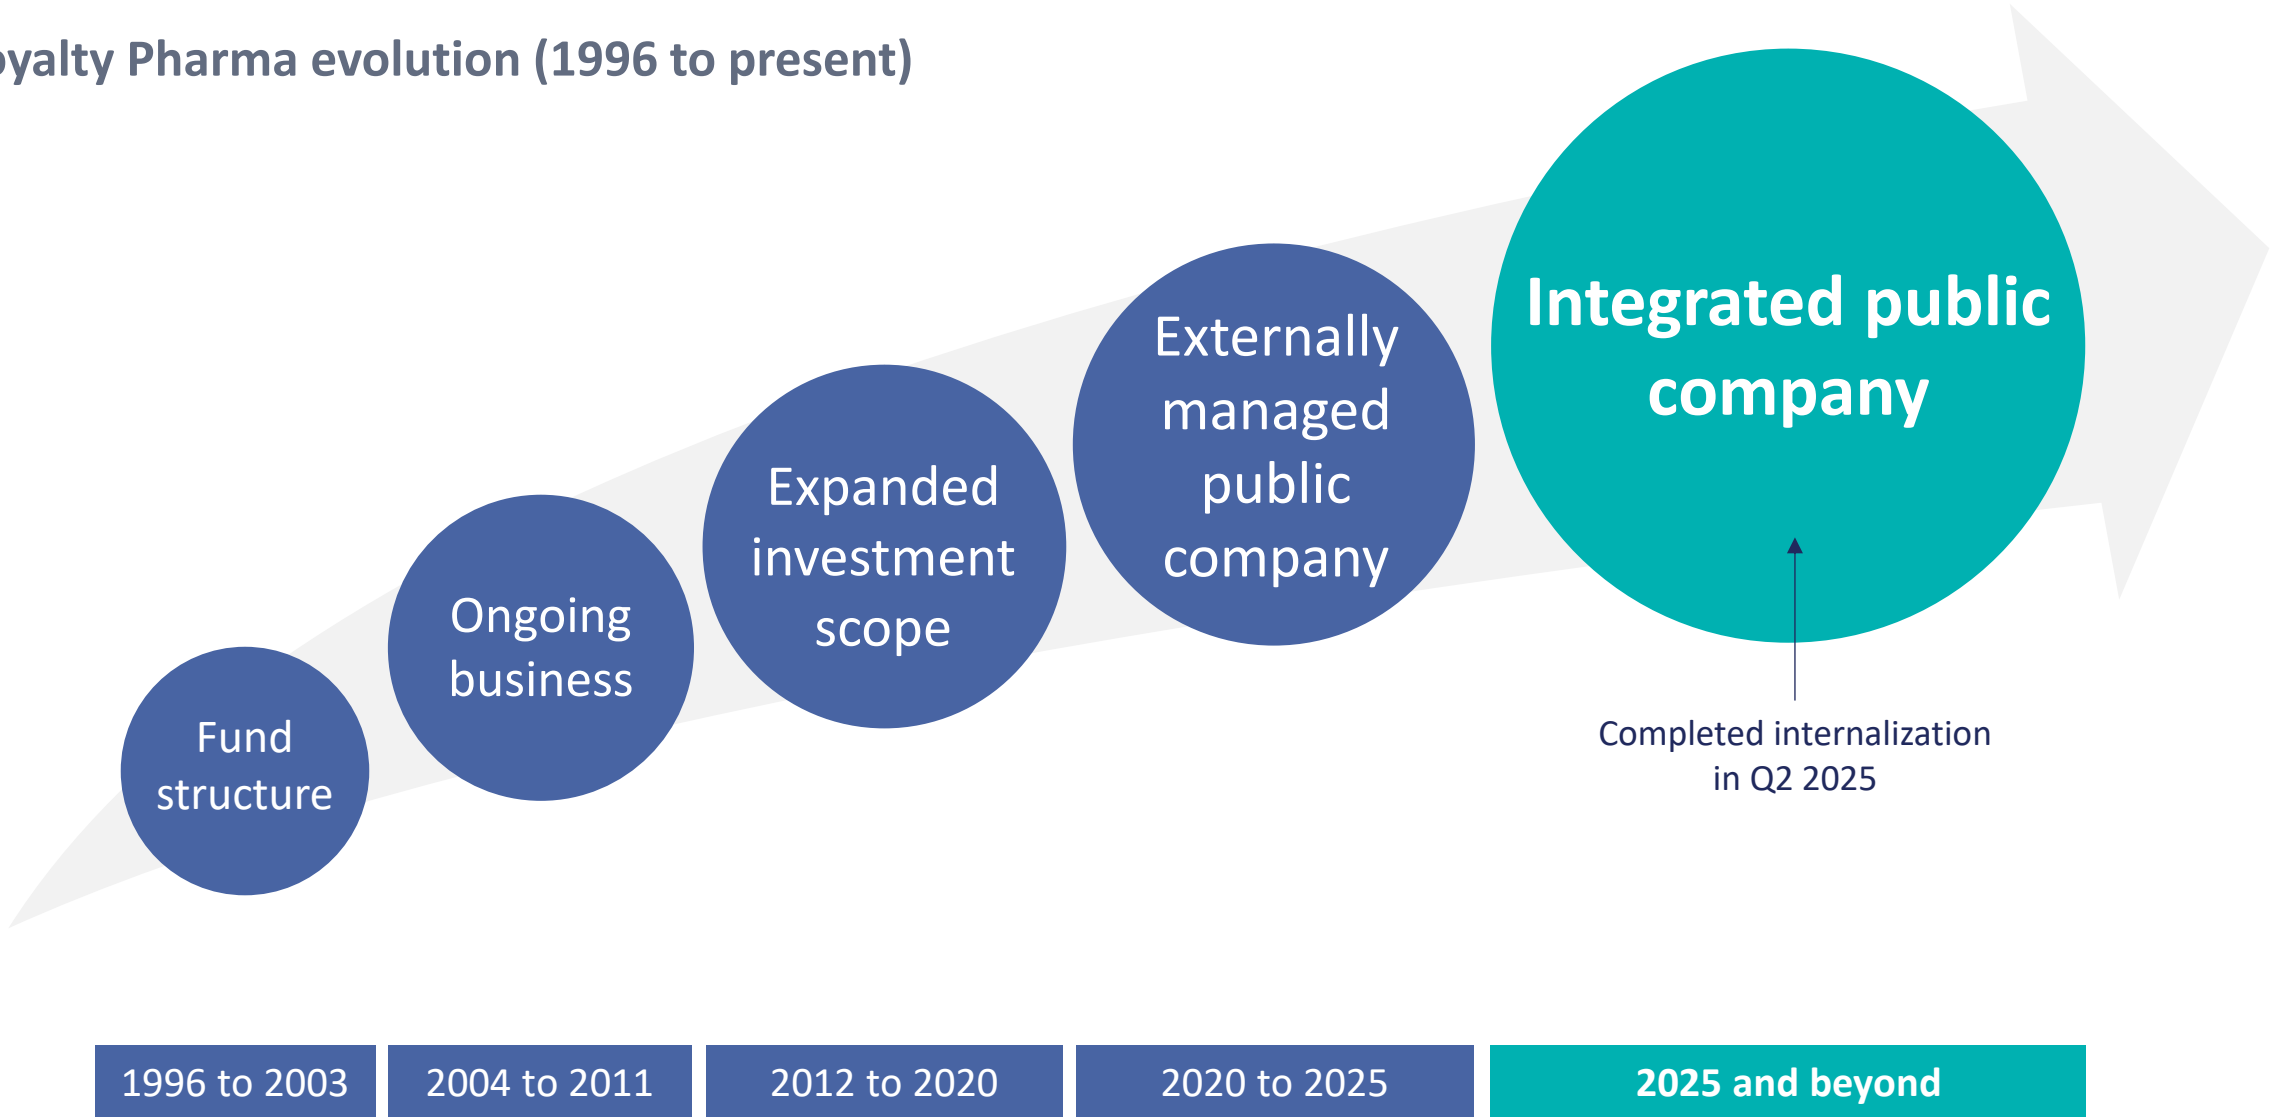 oyalty Pharma evolution (1996 to present)
Integrated public
company
Externally
managed
public
company
Expanded
investment
scope
Ongoing
business
Fund
structure
Completed internalization
in Q2 2025
1996 to 2003
2004 to 2011
2012 to 2020
2020 to 2025
2025 and beyond